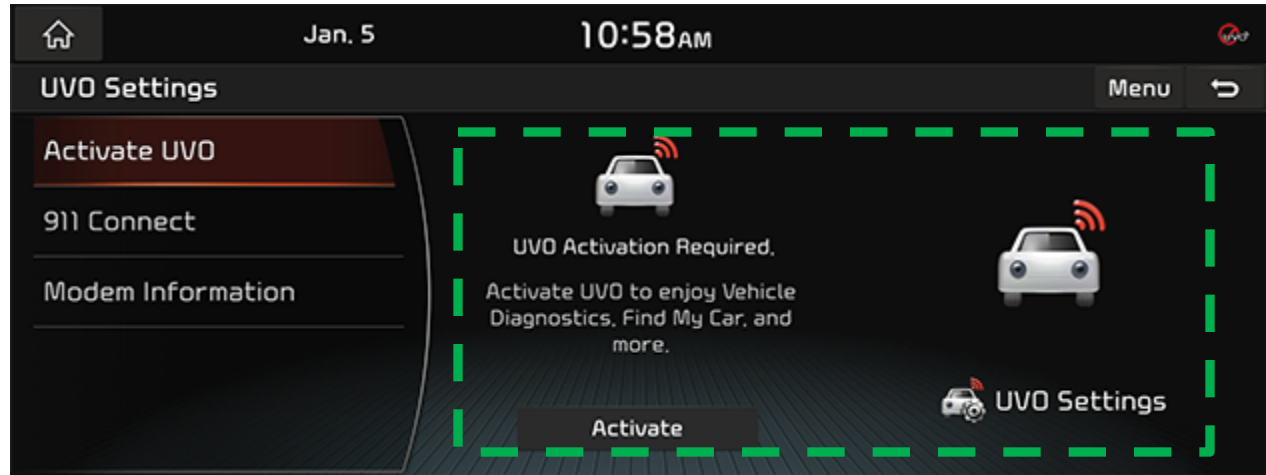 Jan. 5
10:58AM
UVO Settings
Menu
Activate UVO
911 Connect
Modem Information
UVO Activation Required.
Activate UVO to enjoy Vehicle
Diagnostics, Find My Car, and
more.
Activate
UVO Settings